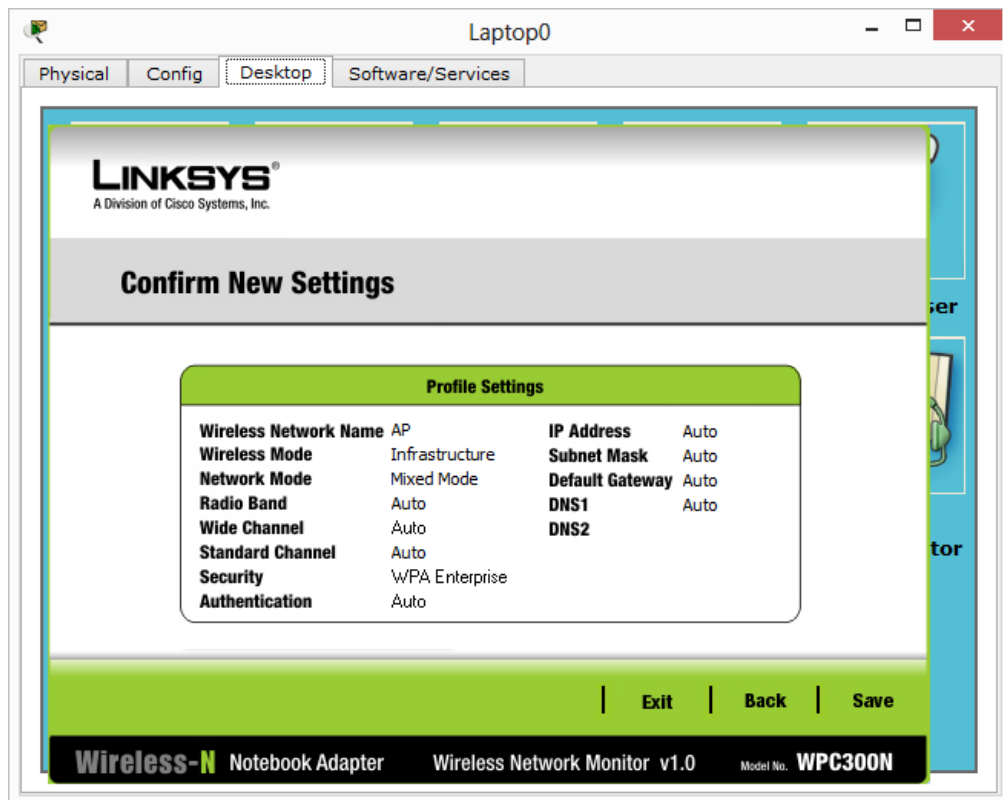 Laptop0
Physical Config Desktop Software/Services
LINKSYS®
A Division of Cisco Systems, Inc.
Confirm New Settings
ser
Profile Settings
Wireless Network Name AP IP Address Auto
Wireless Mode Infrastructure Subnet Mask Auto
Network Mode Mixed Mode Default Gateway Auto
Radio Band Auto DNS1 Auto
Wide Channel Auto DNS2
Standard Channel Auto
tor
Security WPA Enterprise
Authentication Auto
Exit Back Save
Wireless-N Notebook Adapter Wireless Network Monitor v1.0 Model No. WPC300N